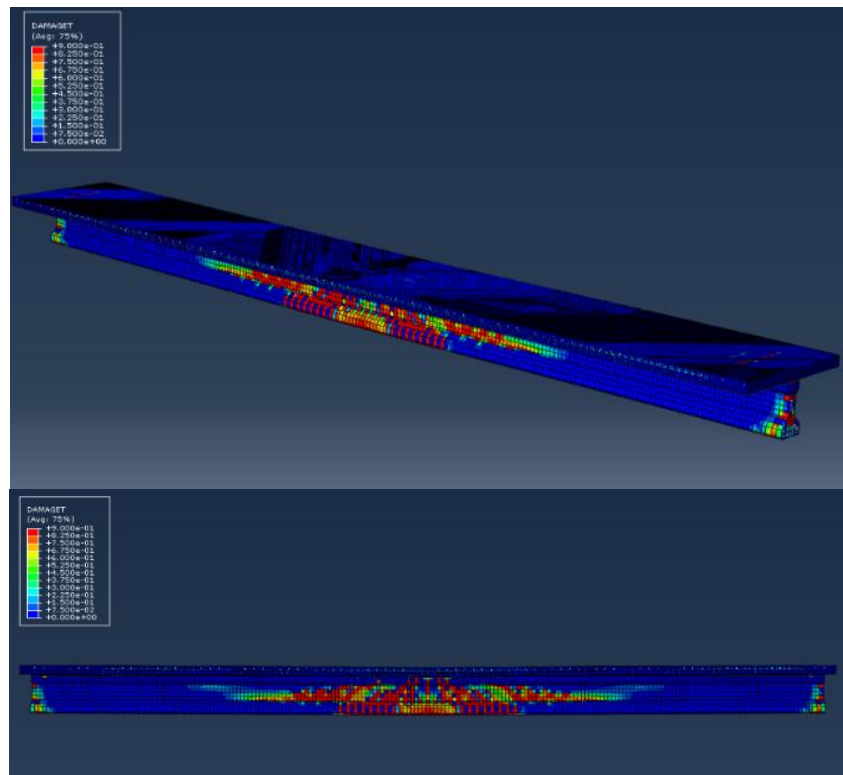 DAMAGET
(Avg: 75%)
+9.000e-01
+8.250e-01
+7.500e-01
+6.750e-01
+6.000e-01
+5.250e-01
+4.500e-01
+3.750e-01
+3.000e-01
+2.250e-01
+1.500e-01
+7.500e-02
+0.000e+00
DAMAGET
(Avg: 75%)
+9.000e-01
+8.250e-01
+7.500e-01
+6.750e-01
+6.000e-01
+5.250e-01
+4.500e-01
+3.750e-01
+3.000e-01
+2.250e-01
+1.500e-01
+7.500e-02
+0.000e+00